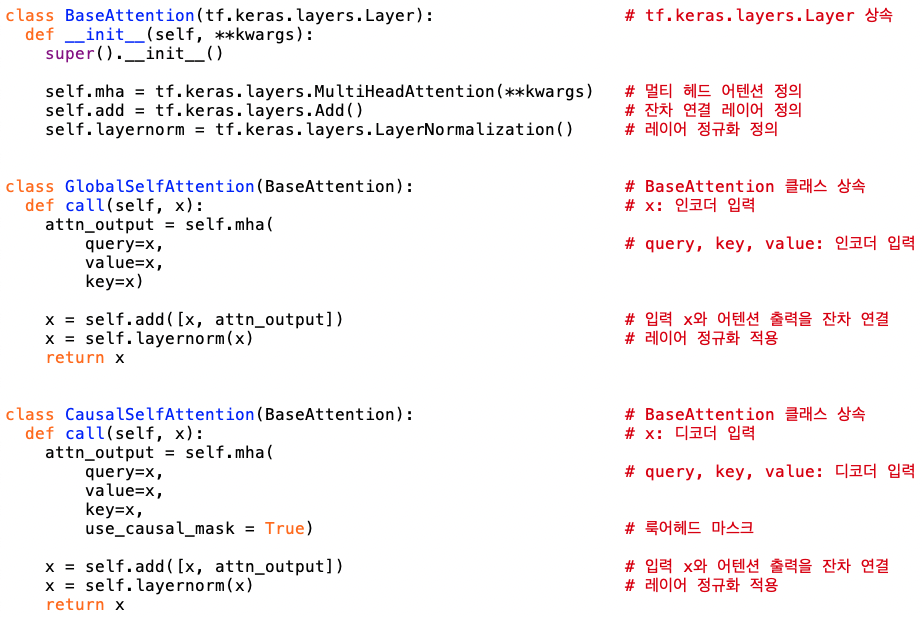 class BaseAttention(tf.keras.layers.Layer): # tf.keras.layers.Layer 상속
  def __init__(self, **kwargs):
    super().__init__()

    self.mha = tf.keras.layers.MultiHeadAttention(**kwargs) # 멀티 헤드 어텐션 정의
    self.add = tf.keras.layers.Add() # 잔차 연결 레이어 정의
    self.layernorm = tf.keras.layers.LayerNormalization() # 레이어 정규화 정의

class GlobalSelfAttention(BaseAttention): # BaseAttention 클래스 상속
  def call(self, x): # x: 인코더 입력
    attn_output = self.mha(
        query=x, # query, key, value: 인코더 입력
        value=x,
        key=x)

    x = self.add([x, attn_output]) # 입력 x와 어텐션 출력을 잔차 연결
    x = self.layernorm(x) # 레이어 정규화 적용
    return x

class CausalSelfAttention(BaseAttention): # BaseAttention 클래스 상속
  def call(self, x): # x: 디코더 입력
    attn_output = self.mha(
        query=x, # query, key, value: 디코더 입력
        value=x,
        key=x,
        use_causal_mask = True) # 룩어헤드 마스크

    x = self.add([x, attn_output]) # 입력 x와 어텐션 출력을 잔차 연결
    x = self.layernorm(x) # 레이어 정규화 적용
    return x